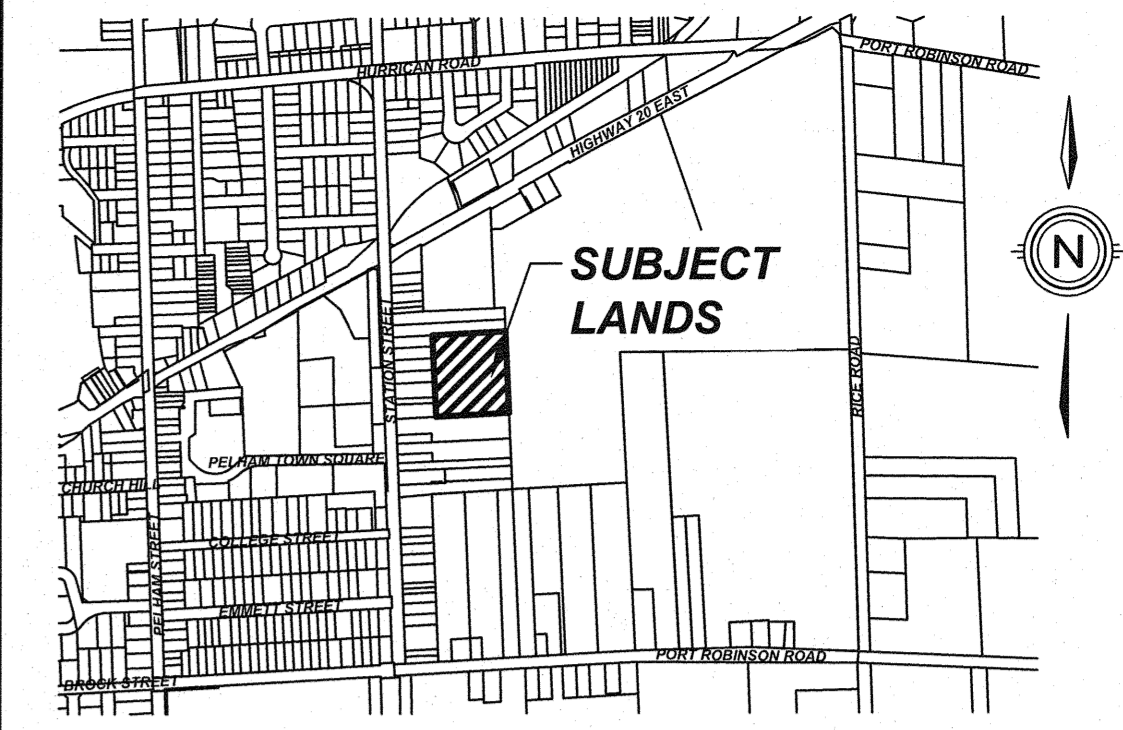 HURRICAN ROAD
PORT ROBINSON ROAD
HIGHWAY 20 EAST
SUBJECT
LANDS
N
STATION STREET
RICE ROAD
PELHAM TOWN SQUARE
CHURCH HILL
PELHAM STREET
COLLEGE STREET
EMMETT STREET
PORT ROBINSON ROAD
BROCK STREET